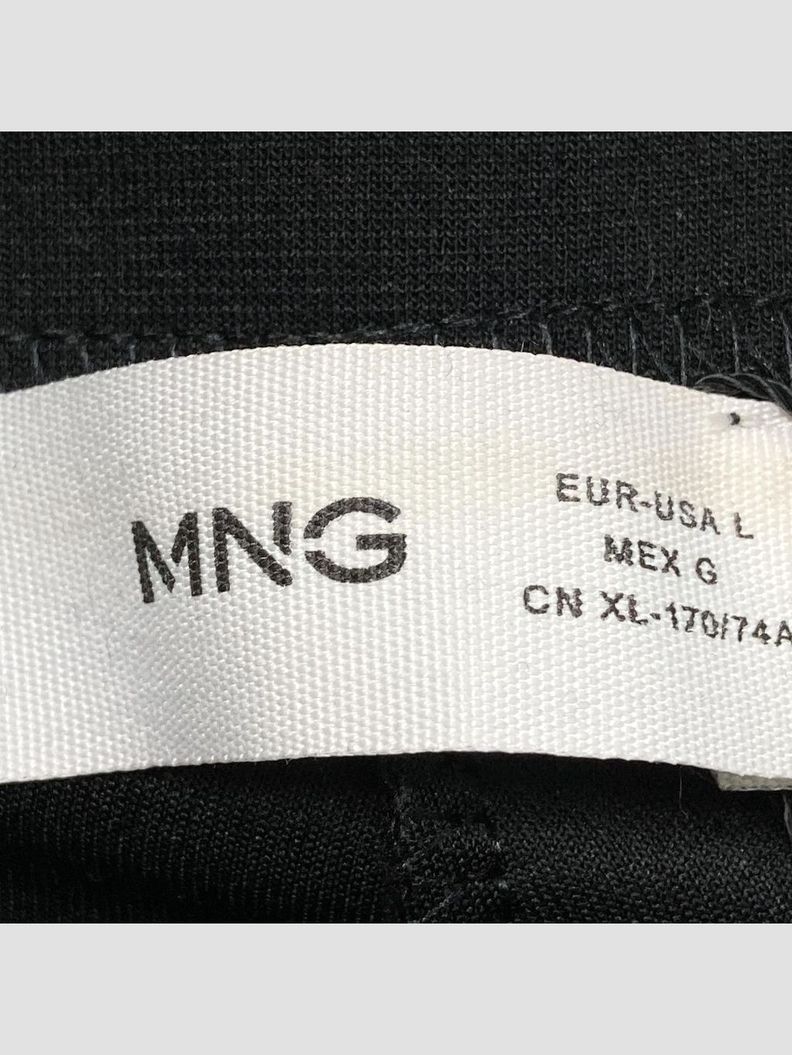 MNG
EUR-USA L
MEX G
CN XL-170/74A